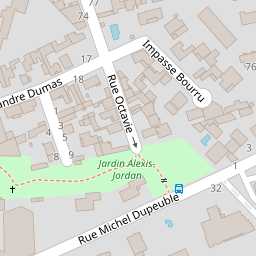 74
17
18
Impasse Bourru
76
andre Dumas
Rue Octavie
1
3
5
9
8
Jardin Alexis-
Jordan
1
3
32
Rue Michel Dupeuble